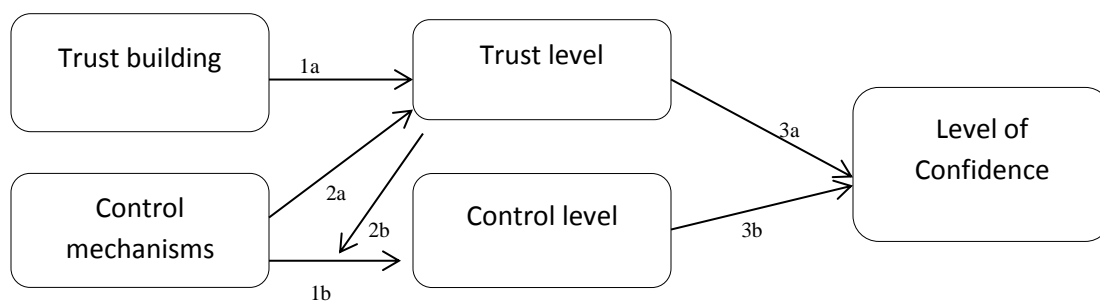 Trust building
1a
Trust level
3a
Level of
Confidence
2a
Control
mechanisms
2b
Control level
3b
1b